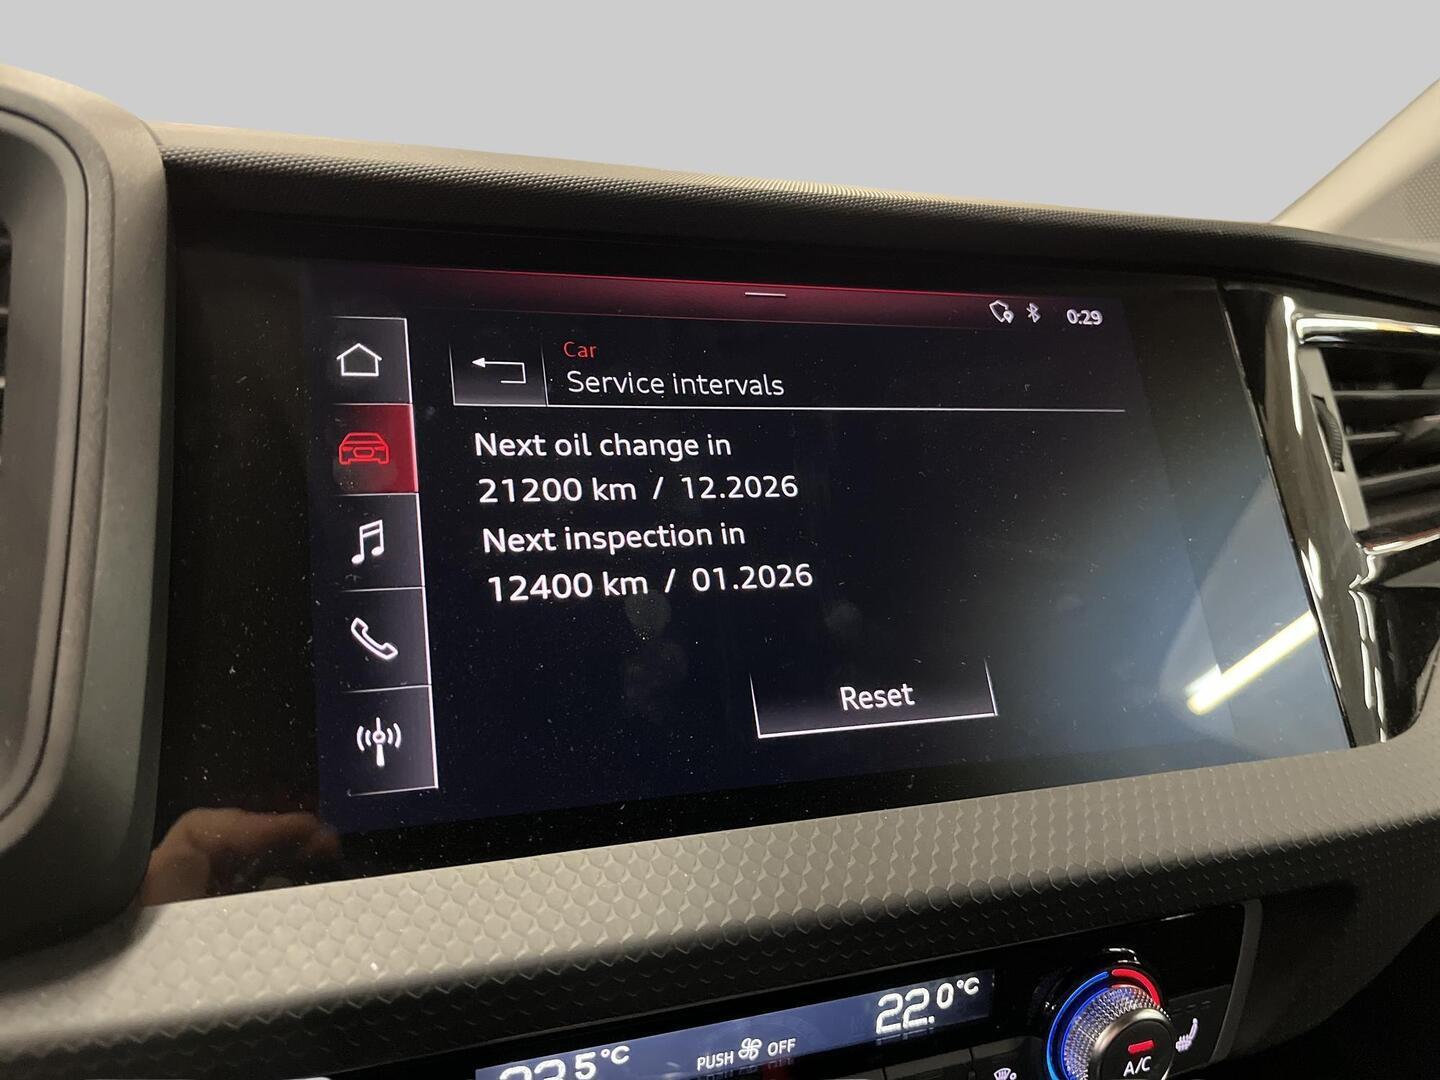 0:29
Car
Service intervals
Next oil change in
21200 km / 12.2026
Next inspection in
12400 km / 01.2026
Reset
22.0°C
5°C
PUSH OFF
A/C